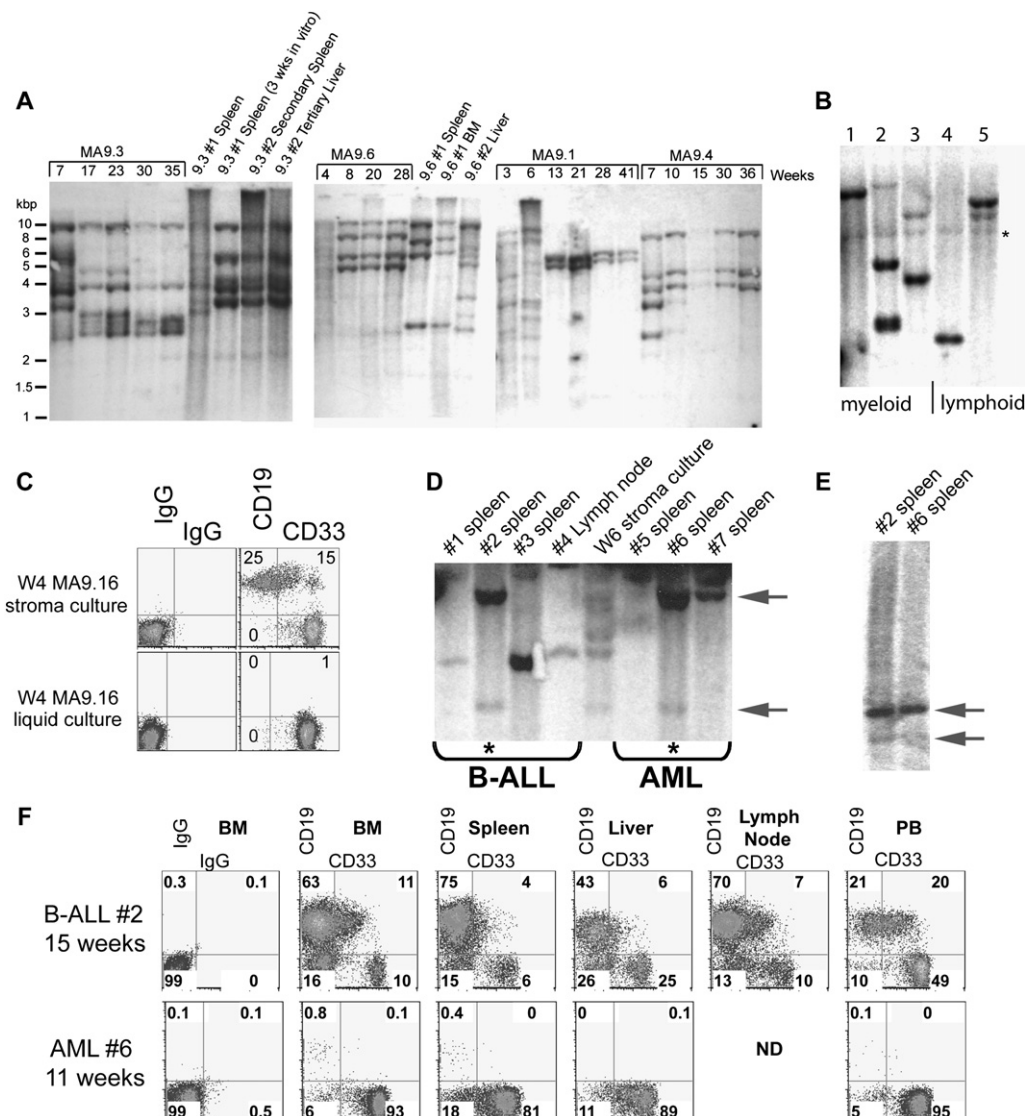 A
9.3 #1 Spleen
9.3 #1 Spleen (3 wks in vitro)
9.3 #2 Secondary Spleen
9.3 #2 Tertiary Liver
MA9.3
7 17 23 30 35
MA9.6
4 8 20 28
9.6 #1 Spleen
9.6 #1 BM
9.6 #2 Liver
MA9.1
3 6 13 21 28 41
Weeks
MA9.4
7 10 15 30 36
kbp
10
8
6
5
4
3
2
1.5
1
B
1 2 3 4 5
*
myeloid | lymphoid
C
IgG
IgG
CD19
CD33
W4 MA9.16
stroma culture
25 15
0
W4 MA9.16
liquid culture
0 1
0
D
#1 spleen
#2 spleen
#3 spleen
#4 Lymph node
W6 stroma culture
#5 spleen
#6 spleen
#7 spleen
* *
B-ALL AML
E
#2 spleen
#6 spleen
F
IgG
BM
IgG
CD19
BM
CD33
CD19
Spleen
CD33
CD19
Liver
CD33
CD19
Lymph
Node
CD33
CD19
PB
CD33
B-ALL #2
15 weeks
0.3 0.1
99 0
63 11
16 10
75 4
15 6
43 6
26 25
70 7
13 10
21 20
10 49
AML #6
11 weeks
0.1 0.1
99 0.5
0.8 0.1
6 93
0.4 0
18 81
0 0.1
11 89
ND
0.1 0
5 95